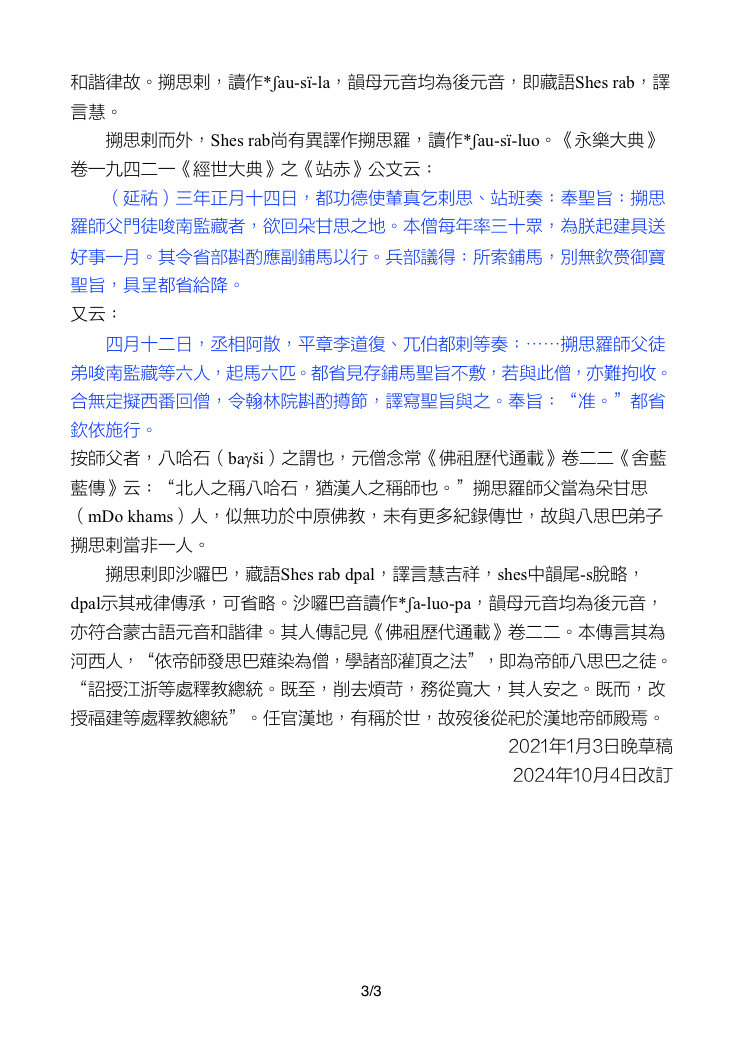 和諧律故。搠思剌，讀作*ʃau-sï-la，韻母元音均為後元音，即藏語Shes rab，譯
言慧。
搠思剌而外，Shes rab尚有異譯作搠思羅，讀作*ʃau-sï-luo。《永樂大典》
卷一九四二一《經世大典》之《站赤》公文云：
（延祐）三年正月十四日，都功德使輦真乞剌思、站班奏：奉聖旨：搠思
羅師父門徒唆南監藏者，欲回朵甘思之地。本僧每年率三十眾，為朕起建具送
好事一月。其令省部斟酌應副鋪馬以行。兵部議得：所索鋪馬，別無欽賫御寶
聖旨，具呈都省給降。
又云：
四月十二日，丞相阿散，平章李道復、兀伯都剌等奏：⋯⋯搠思羅師父徒
弟唆南監藏等六人，起馬六匹。都省見存鋪馬聖旨不敷，若與此僧，亦難拘收。
合無定擬西番回僧，令翰林院斟酌撙節，譯寫聖旨與之。奉旨：“准。”都省
欽依施行。
按師父者，八哈石（baγši）之謂也，元僧念常《佛祖歷代通載》卷二二《舍藍
藍傳》云：“北人之稱八哈石，猶漢人之稱師也。”搠思羅師父當為朵甘思
（mDo khams）人，似無功於中原佛教，未有更多紀錄傳世，故與八思巴弟子
搠思剌當非一人。
搠思剌即沙囉巴，藏語Shes rab dpal，譯言慧吉祥，shes中韻尾-s脫略，
dpal示其戒律傳承，可省略。沙囉巴音讀作*ʃa-luo-pa，韻母元音均為後元音，
亦符合蒙古語元音和諧律。其人傳記見《佛祖歷代通載》卷二二。本傳言其為
河西人，“依帝師發思巴薙染為僧，學諸部灌頂之法”，即為帝師八思巴之徒。
“詔授江浙等處釋教總統。既至，削去煩苛，務從寬大，其人安之。既而，改
授福建等處釋教總統”。任官漢地，有稱於世，故歿後從祀於漢地帝師殿焉。
2021年1月3日晚草稿
2024年10月4日改訂
3/3